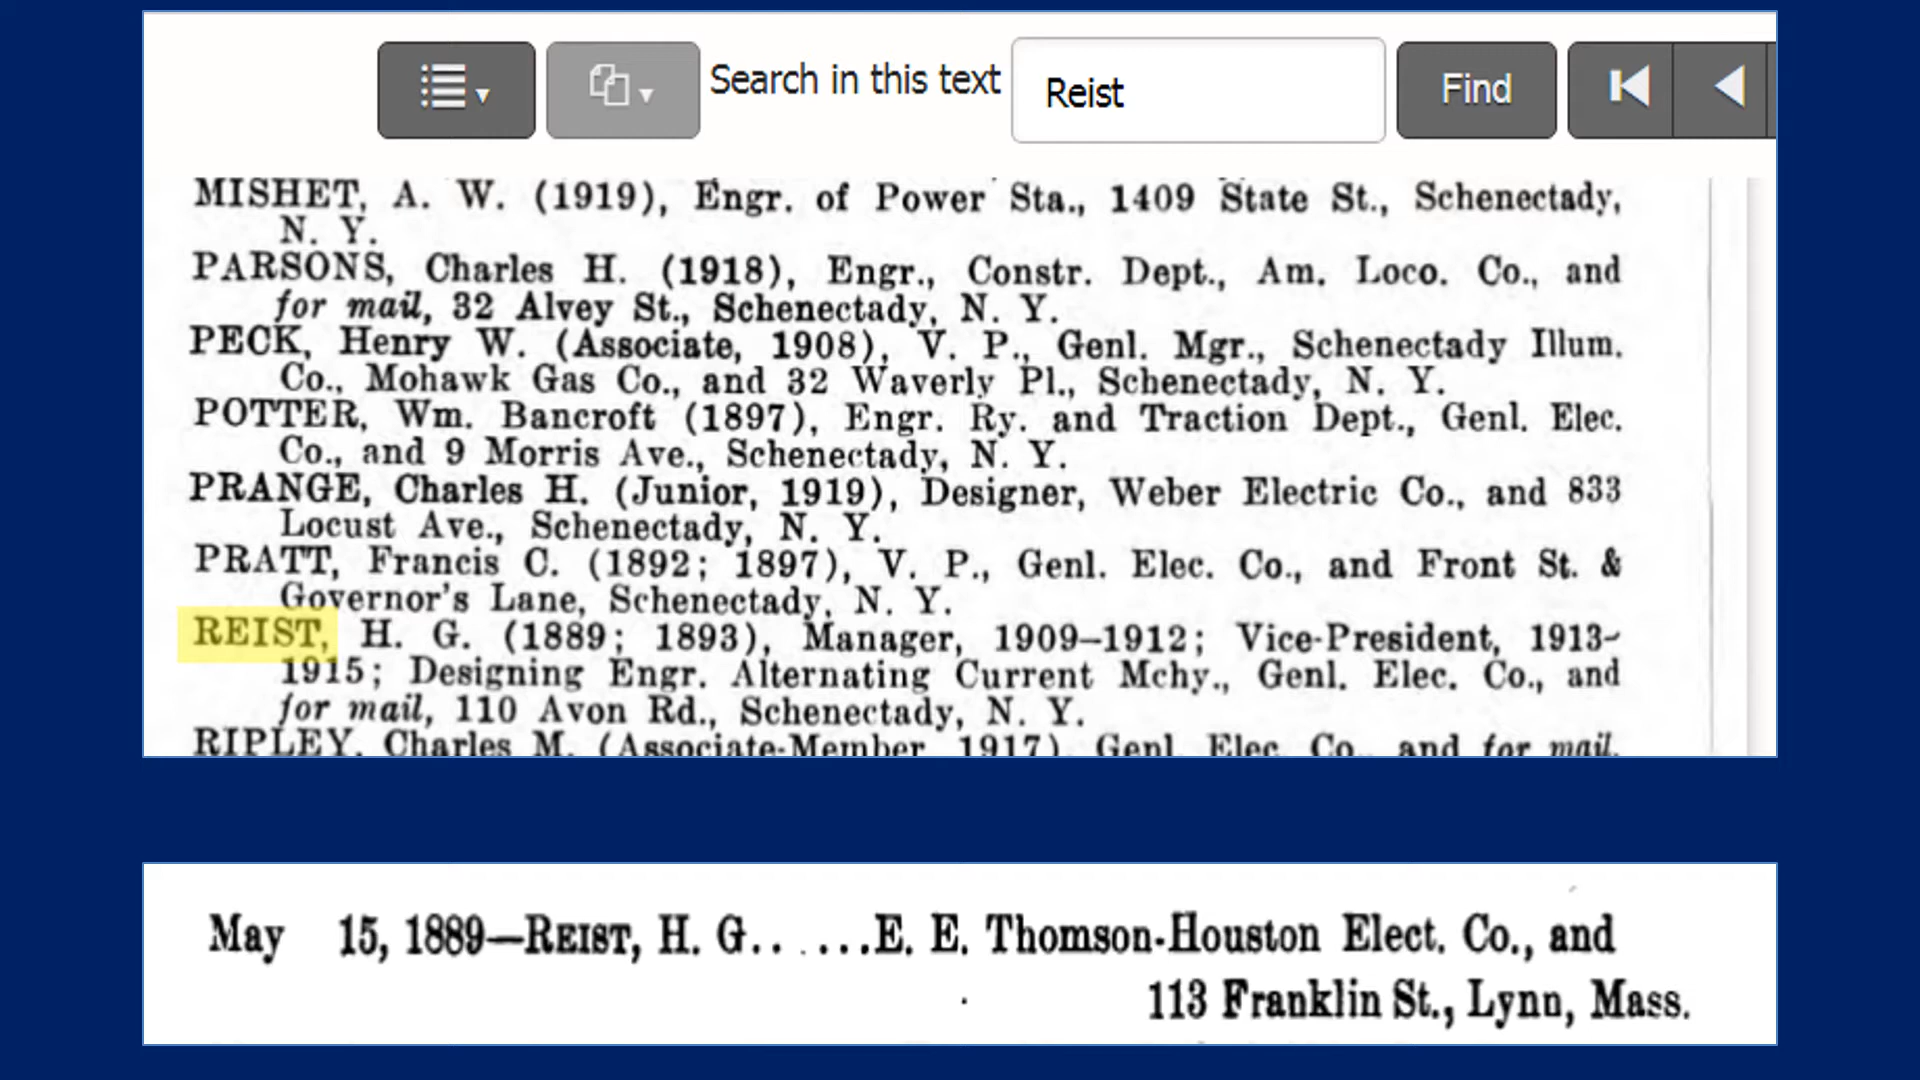 Search in this text Reist Find
MISHET, A. W. (1919), Engr. of Power Sta., 1409 State St., Schenectady,
N. Y.
PARSONS, Charles H. (1918), Engr., Constr. Dept., Am. Loco. Co., and
for mail, 32 Alvey St., Schenectady, N. Y.
PECK, Henry W. (Associate, 1908), V. P., Genl. Mgr., Schenectady Illum.
Co., Mohawk Gas Co., and 32 Waverly Pl., Schenectady, N. Y.
POTTER, Wm. Bancroft (1897), Engr. Ry. and Traction Dept., Genl. Elec.
Co., and 9 Morris Ave., Schenectady, N. Y.
PRANGE, Charles H. (Junior, 1919), Designer, Weber Electric Co., and 833
Locust Ave., Schenectady, N. Y.
PRATT, Francis C. (1892; 1897), V. P., Genl. Elec. Co., and Front St. &
Governor's Lane, Schenectady, N. Y.
REIST, H. G. (1889; 1893), Manager, 1909–1912; Vice-President, 1913–
1915; Designing Engr. Alternating Current Mchy., Genl. Elec. Co., and
for mail, 110 Avon Rd., Schenectady, N. Y.
RIPLEY, Charles M. (Associate-Member, 1917), Genl. Elec. Co., and for mail,
May 15, 1889—REIST, H. G. . . . . . E. E. Thomson-Houston Elect. Co., and
113 Franklin St., Lynn, Mass.